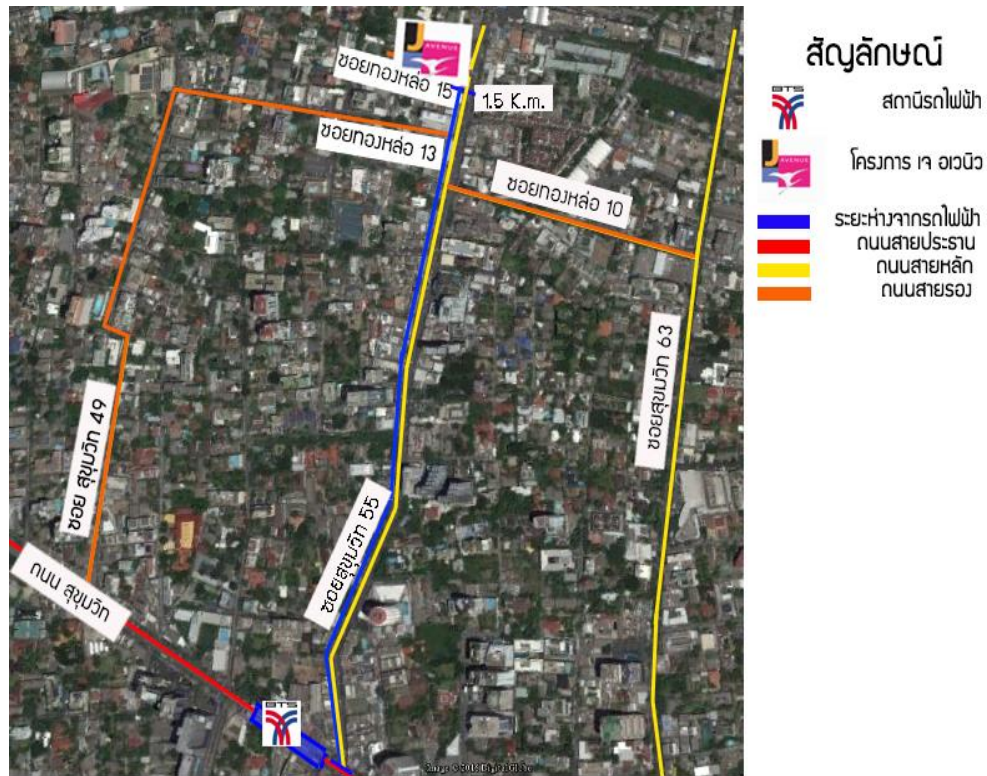 สัญลักษณ์
BTS
สถานีรถไฟฟ้า
J AVENUE
โครงการ เจ อเวนิว
ระยะห่างจากรถไฟฟ้า
ถนนสายประราน
ถนนสายหลัก
ถนนสายรอง
J AVENUE
ซอยทองหล่อ 15
1.5 K.m.
ซอยทองหล่อ 13
ซอยทองหล่อ 10
ซอยสุขุมวิท 63
ซอย สุขุมวิท 49
ซอยสุขุมวิท 55
ถนน สุขุมวิท
BTS